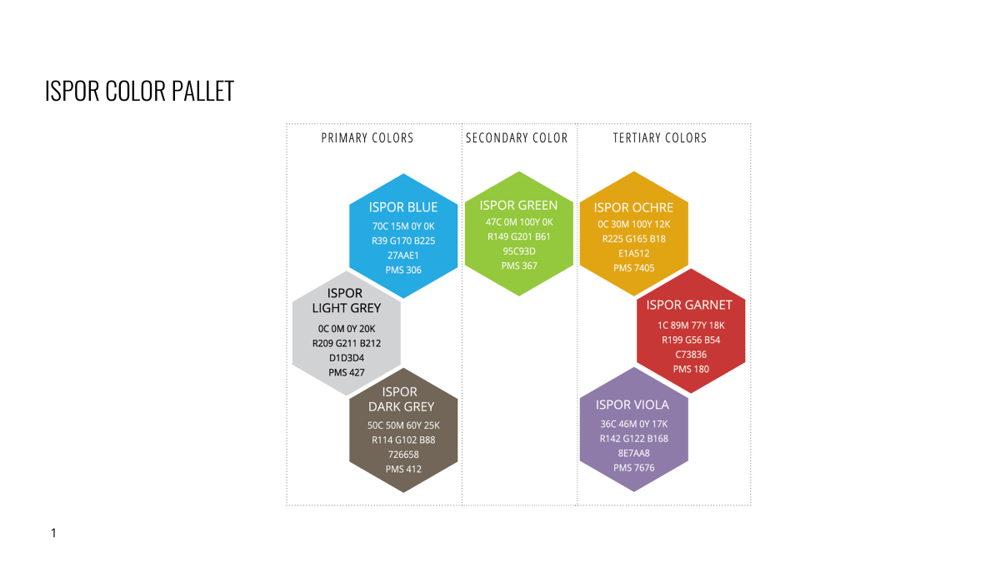 ISPOR COLOR PALLET
PRIMARY COLORS
SECONDARY COLOR
TERTIARY COLORS
ISPOR BLUE
70C 15M 0Y 0K
R39 G170 B225
27AAE1
PMS 306
ISPOR
LIGHT GREY
0C 0M 0Y 20K
R209 G211 B212
D1D3D4
PMS 427
ISPOR
DARK GREY
50C 50M 60Y 25K
R114 G102 B88
726658
PMS 412
ISPOR GREEN
47C 0M 100Y 0K
R149 G201 B61
95C93D
PMS 367
ISPOR OCHRE
0C 30M 100Y 12K
R225 G165 B18
E1A512
PMS 7405
ISPOR GARNET
1C 89M 77Y 18K
R199 G56 B54
C73836
PMS 180
ISPOR VIOLA
36C 46M 0Y 17K
R142 G122 B168
8E7AA8
PMS 7676
1